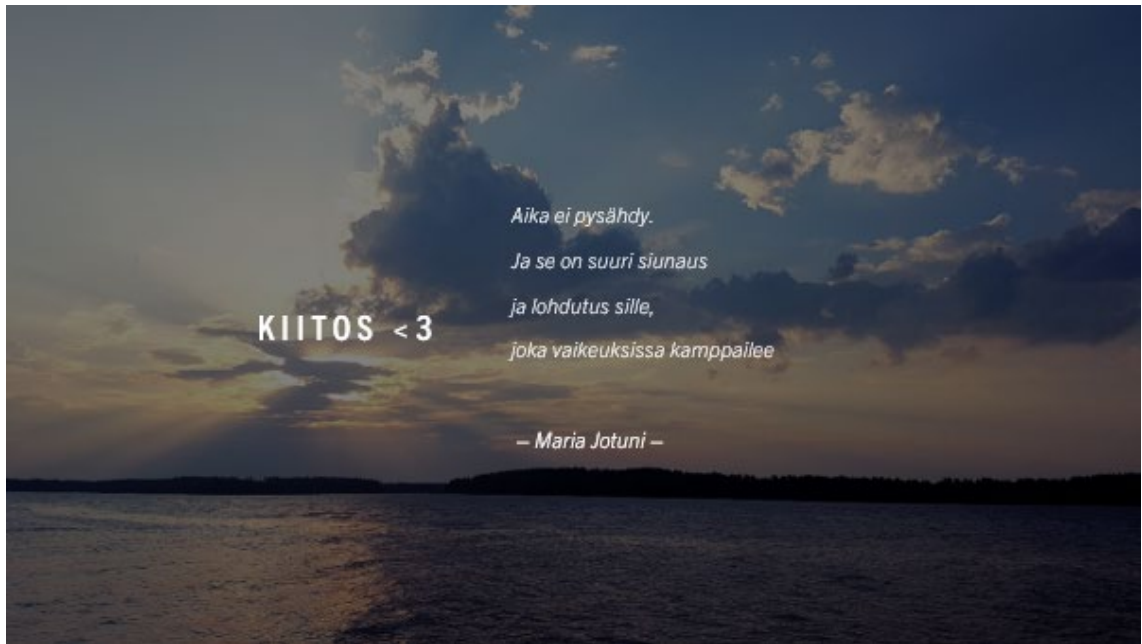 KIITOS <3
Aika ei pysähdy.
Ja se on suuri siunaus
ja lohdutus sille,
joka vaikeuksissa kamppailee
– Maria Jotuni –